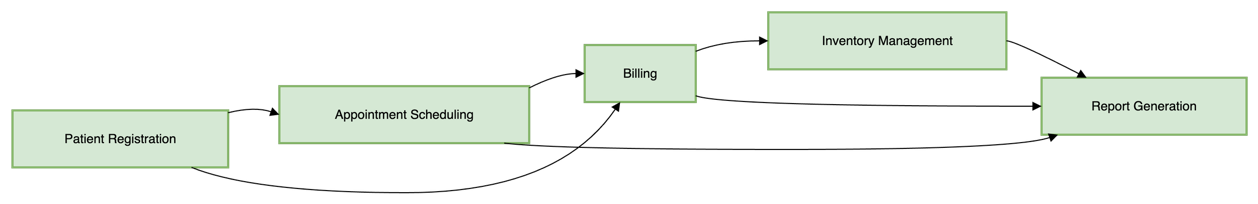 Patient Registration
Appointment Scheduling
Billing
Inventory Management
Report Generation